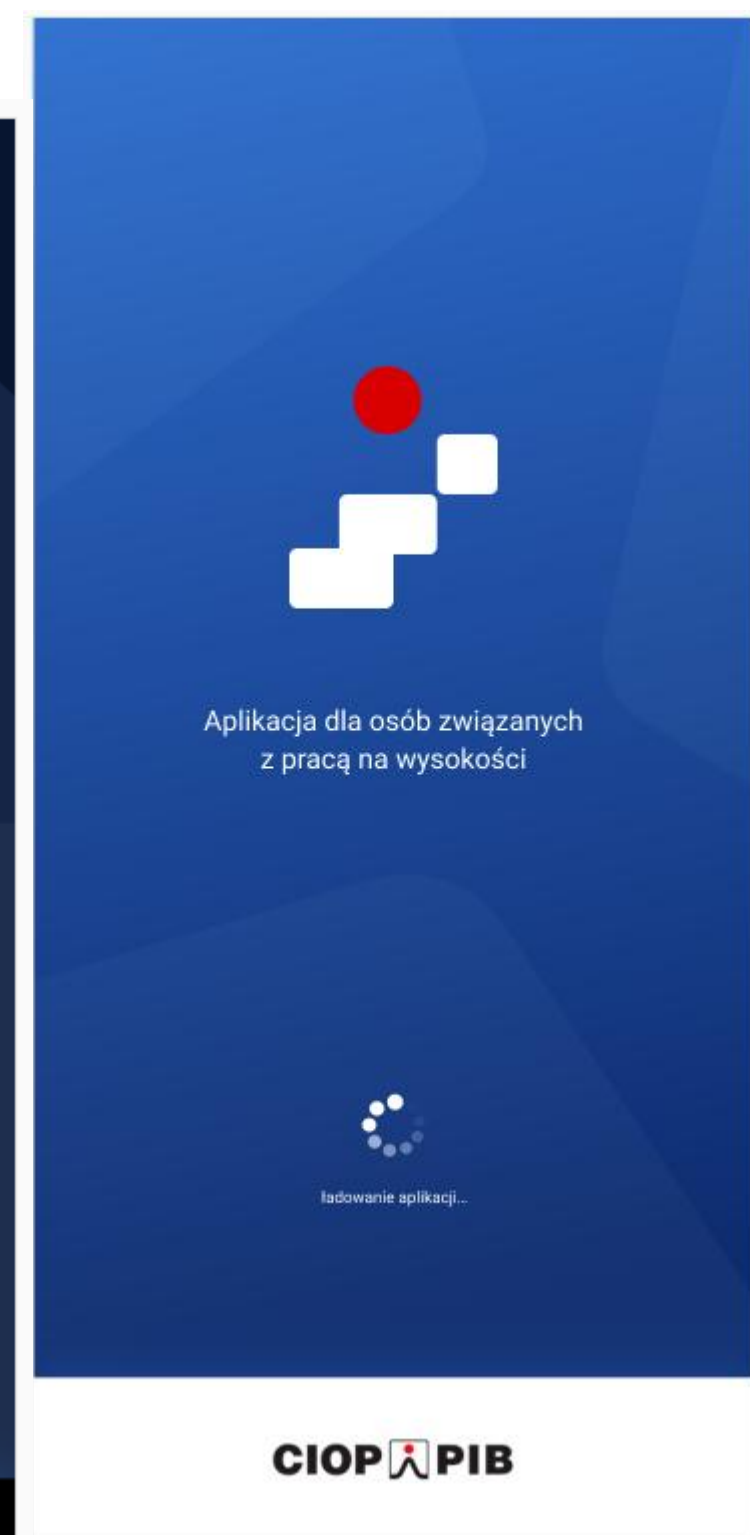 Aplikacja dla osób związanych
z pracą na wysokości
ładowanie aplikacji...
CIOP PIB